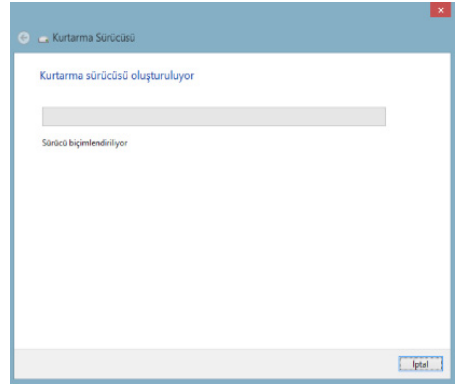 Kurtarma Sürücüsü
Kurtarma sürücüsü oluşturuluyor
Sürücü biçimlendiriliyor
İptal